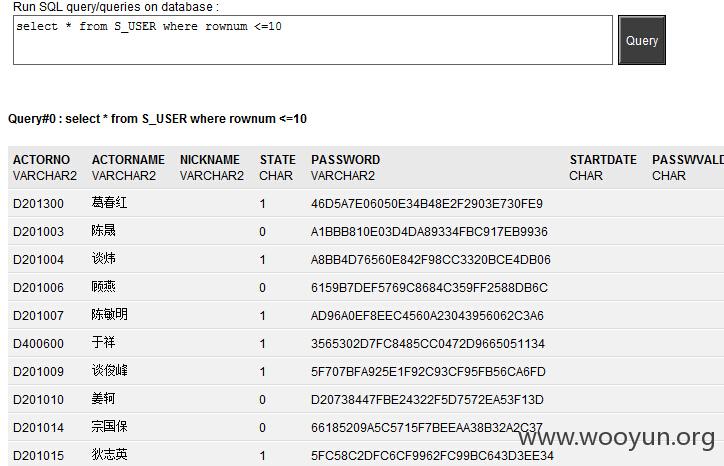 Run SQL query/queries on database :
select * from S_USER where rownum <=10
Query
Query#0 : select * from S_USER where rownum <=10
ACTORNO ACTORNAME NICKNAME STATE PASSWORD STARTDATE PASSWVALD
VARCHAR2 VARCHAR2 VARCHAR2 CHAR VARCHAR2 CHAR CHAR
D201300 葛春红 1 46D5A7E06050E34B48E2F2903E730FE9
D201003 陈晟 0 A1BBB810E03D4DA89334FBC917EB9936
D201004 谈炜 1 A8BB4D76560E842F98CC3320BCE4DB06
D201006 顾燕 0 6159B7DEF5769C8684C359FF2588DB6C
D201007 陈敏明 1 AD96A0EF8EEC4560A23043956062C3A6
D400600 于祥 1 3565302D7FC8485CC0472D9665051134
D201009 谈俊峰 1 5F707BFA925E1F92C93CF95FB56CA6FD
D201010 姜轲 0 D20738447FBE24322F5D7572EA53F10D
D201014 宗国保 0 66185209A5C5715F7BEEAA38B32A2C37
www.wooyun.org
D201015 狄志英 1 5FC58C2DFC6CF9962FC99BC643D3EE34